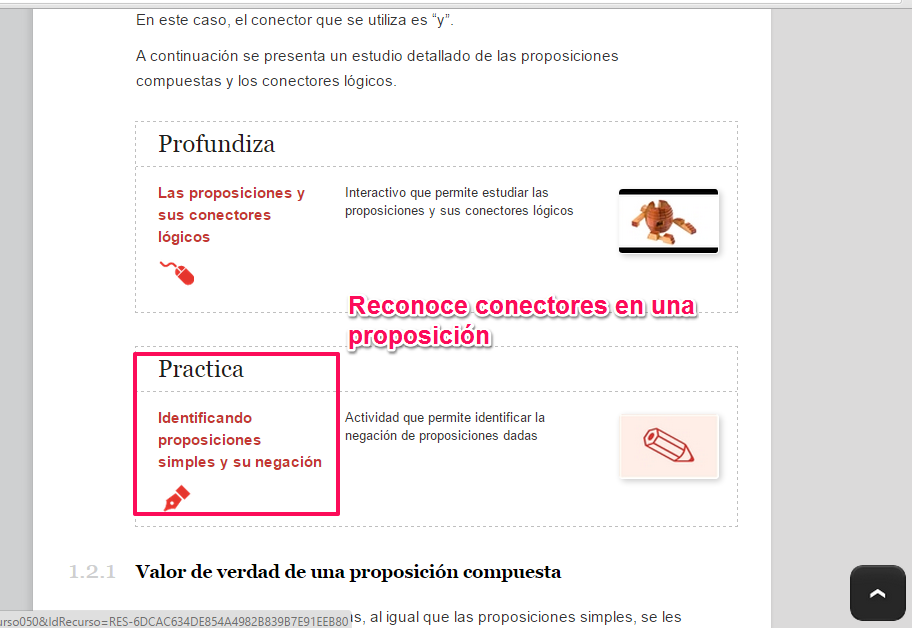 En este caso, el conector que se utiliza es “y”.
A continuación se presenta un estudio detallado de las proposiciones
compuestas y los conectores lógicos.
Profundiza
Las proposiciones y
sus conectores
lógicos
Interactivo que permite estudiar las
proposiciones y sus conectores lógicos
Reconoce conectores en una
proposición
Practica
Identificando
proposiciones
simples y su negación
Actividad que permite identificar la
negación de proposiciones dadas
1.2.1 Valor de verdad de una proposición compuesta
al igual que las proposiciones simples, se les
urso050&IdRecurso=RES-6DCAC634DE854A4982B839B7E91EEB80